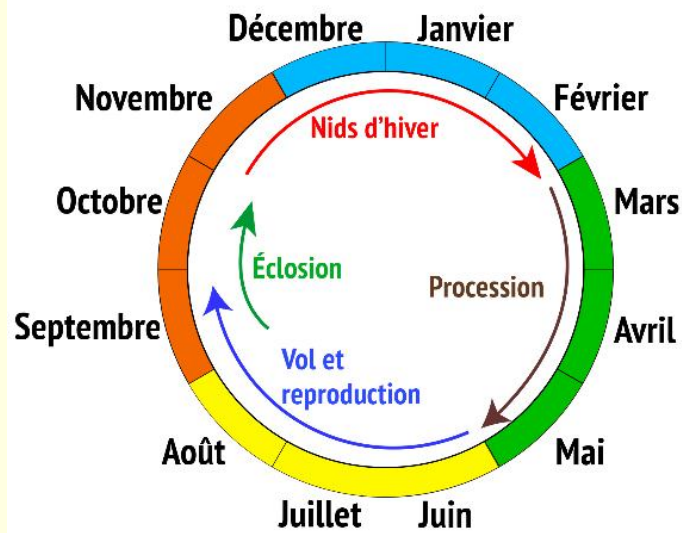 Décembre
Janvier
Novembre
Février
Nids d'hiver
Octobre
Mars
Éclosion
Procession
Septembre
Avril
Vol et
reproduction
Août
Mai
Juillet
Juin